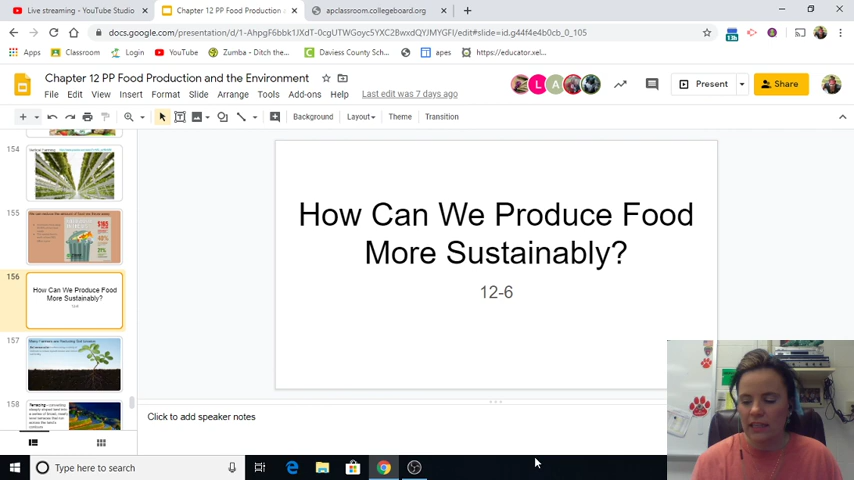 Live streaming - YouTube Studio
Chapter 12 PP Food Production a
apclassroom.collegeboard.org
docs.google.com/presentation/d/1-AhpgF6bbk1JXdT-0cgUTWGoyc5YXC2BwxdQYJMYGFI/edit#slide=id.g44f4e4b0cb_0_105
Apps
Classroom
Login
YouTube
Zumba - Ditch the...
Daviess County Scho...
apes
https://educator.xel...
Chapter 12 PP Food Production and the Environment
File Edit View Insert Format Slide Arrange Tools Add-ons Help Last edit was 7 days ago
L A
Present
Share
Background Layout Theme Transition
154
155
156
How Can We Produce Food
More Sustainably?
12-6
157
158
How Can We Produce Food
More Sustainably?
12-6
Click to add speaker notes
Type here to search